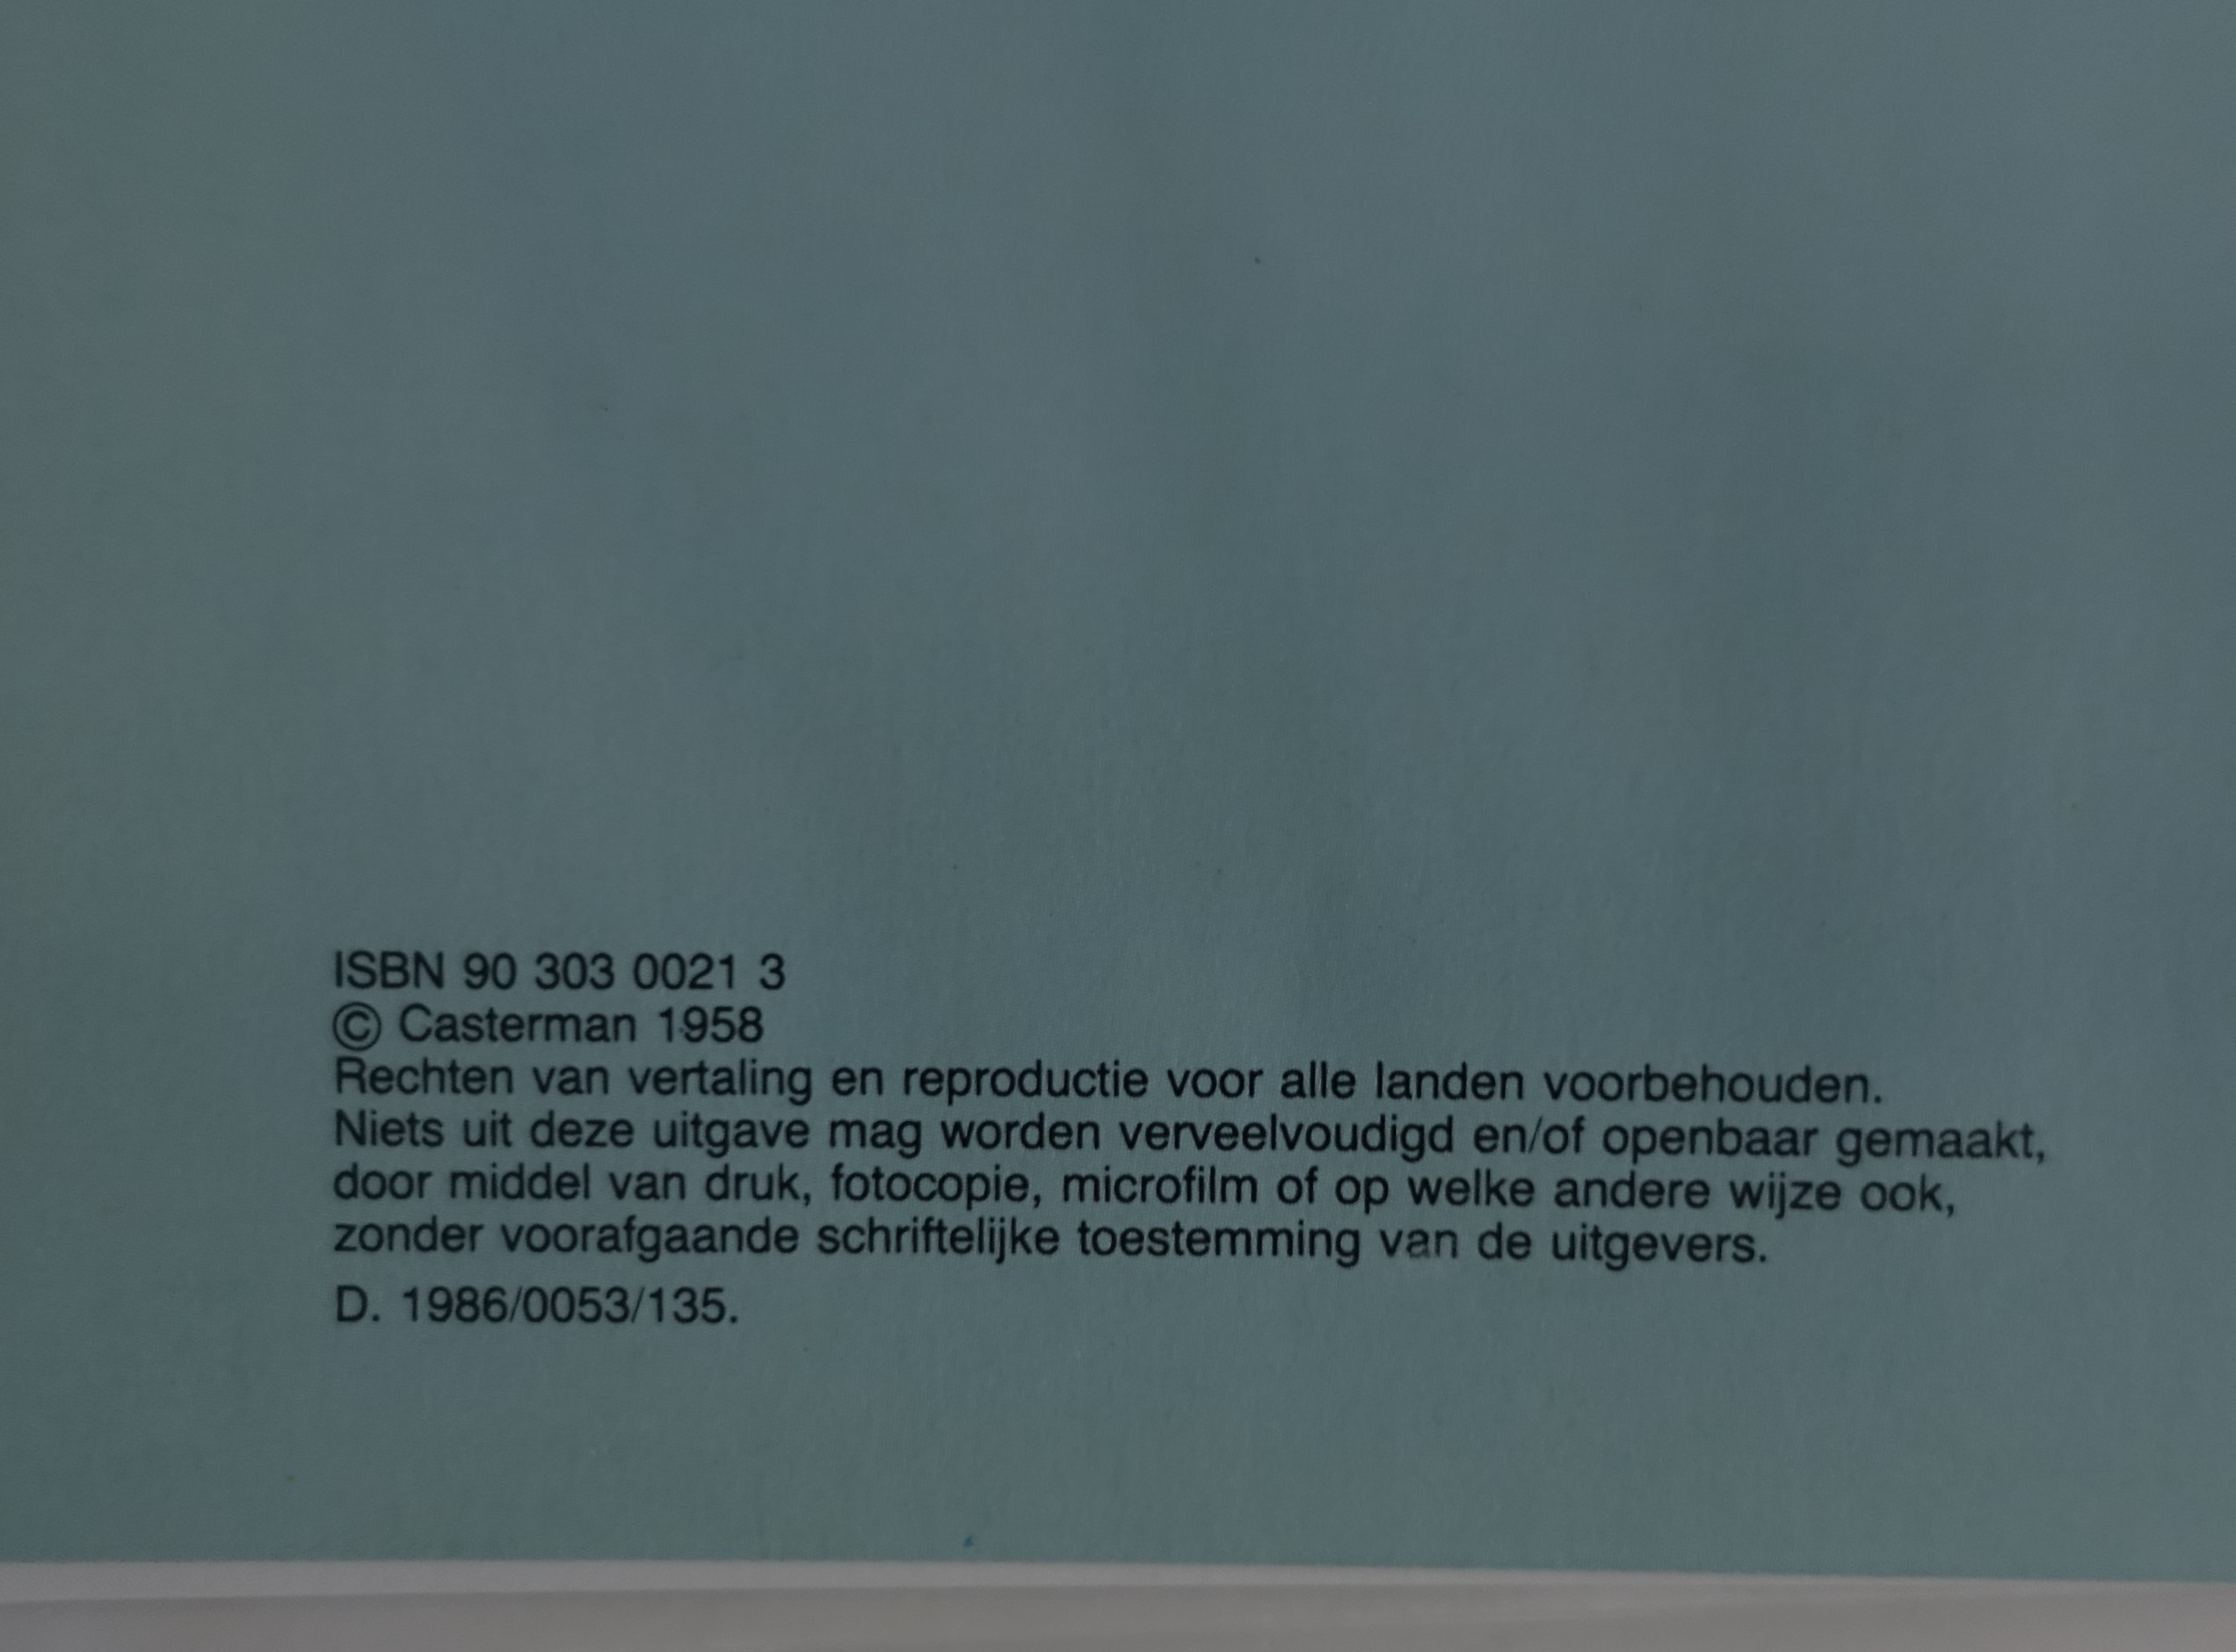 ISBN 90 303 0021 3
© Casterman 1958
Rechten van vertaling en reproductie voor alle landen voorbehouden.
Niets uit deze uitgave mag worden verveelvoudigd en/of openbaar gemaakt,
door middel van druk, fotocopie, microfilm of op welke andere wijze ook,
zonder voorafgaande schriftelijke toestemming van de uitgevers.
D. 1986/0053/135.